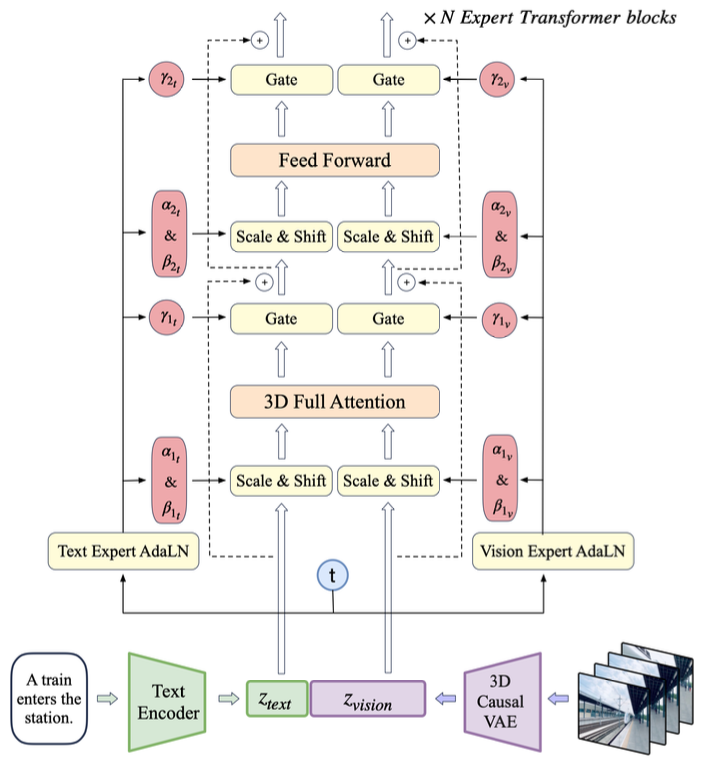 × N Expert Transformer blocks
γ2t
Gate
Gate
γ2v
Feed Forward
α2t
&
β2t
Scale & Shift
Scale & Shift
α2v
&
β2v
γ1t
Gate
Gate
γ1v
3D Full Attention
α1t
&
β1t
Scale & Shift
Scale & Shift
α1v
&
β1v
Text Expert AdaLN
t
Vision Expert AdaLN
A train
enters the
station.
Text
Encoder
ztext
zvision
3D
Causal
VAE